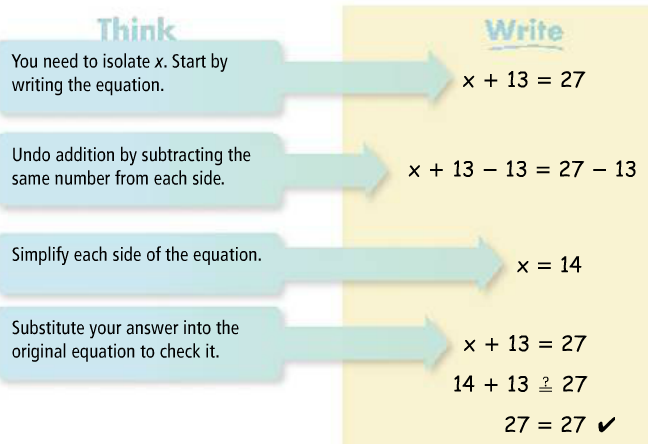 Think
Write
You need to isolate x. Start by
writing the equation.
x + 13 = 27
Undo addition by subtracting the
same number from each side.
x + 13 − 13 = 27 − 13
Simplify each side of the equation.
x = 14
Substitute your answer into the
original equation to check it.
x + 13 = 27
14 + 13 ≟ 27
27 = 27 ✔